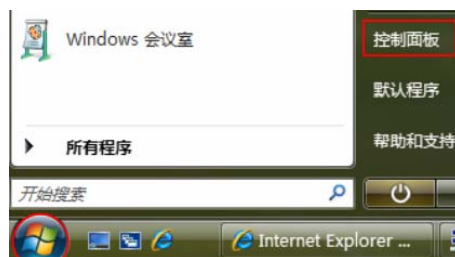 Windows 会议室
控制面板
默认程序
所有程序
帮助和支持
开始搜索
Internet Explorer ...